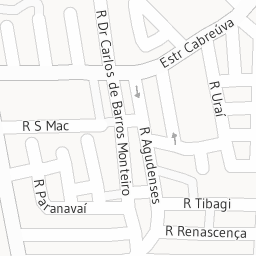 R Dr Carlos de Barros Monteiro
Estr Cabreúva
R Uraí
R S Mac
R Agudenses
R Paranavaí
R Tibagi
R Renascença